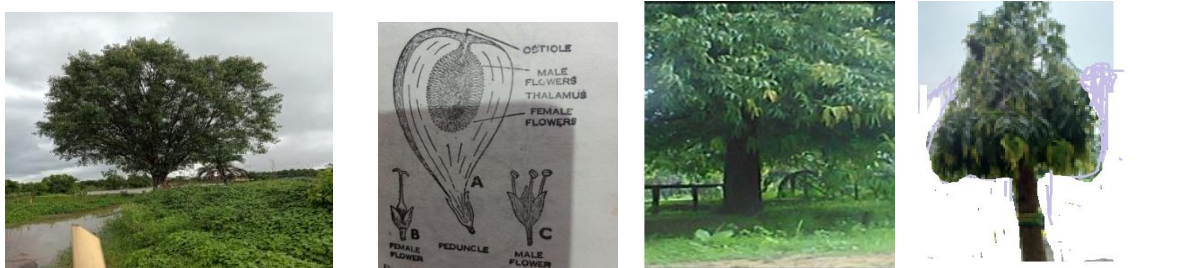 OSTIOLE
MALE
FLOWERS
THALAMUS
FEMALE
FLOWERS
A
B
FEMALE
FLOWER
PEDUNCLE
C
MALE
FLOWER